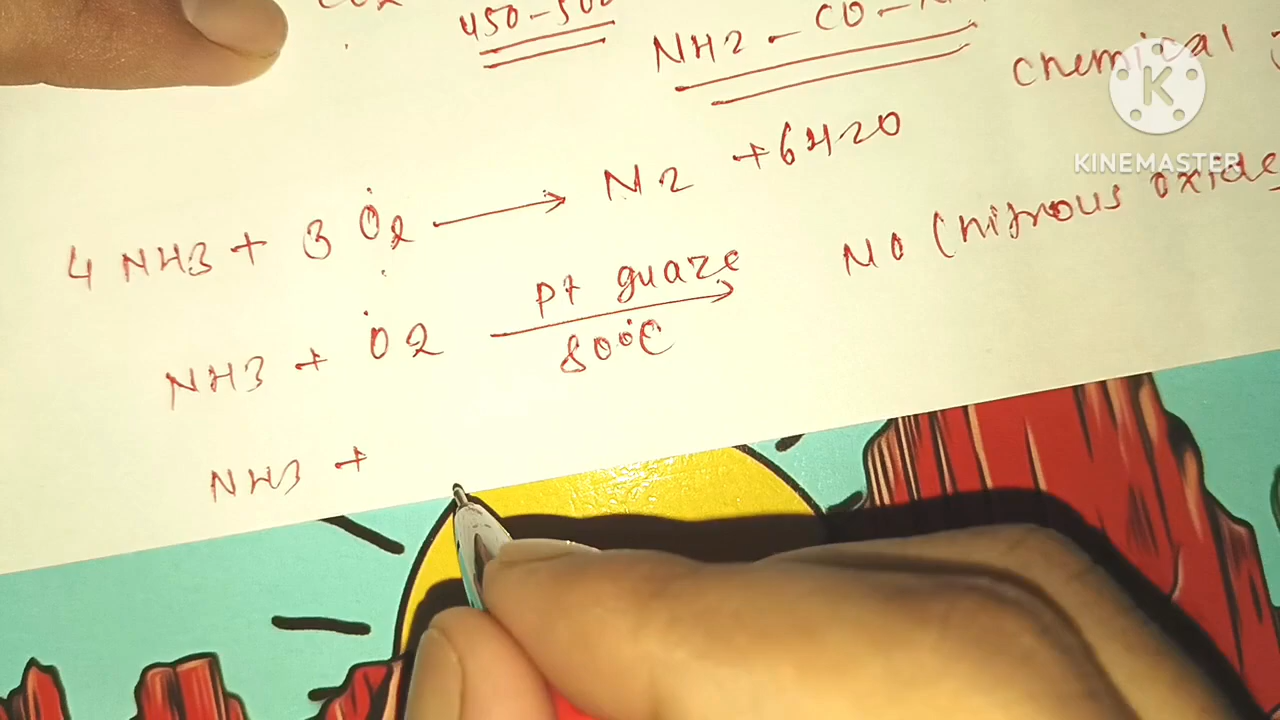 450-500
NH2 - CO -
chemical
KINEMASTER
4 NH3 + 3 O2 → N2 + 6H2O
NH3 + O2 pt guaze → NO (nitrous oxide
800°C
NH3 +